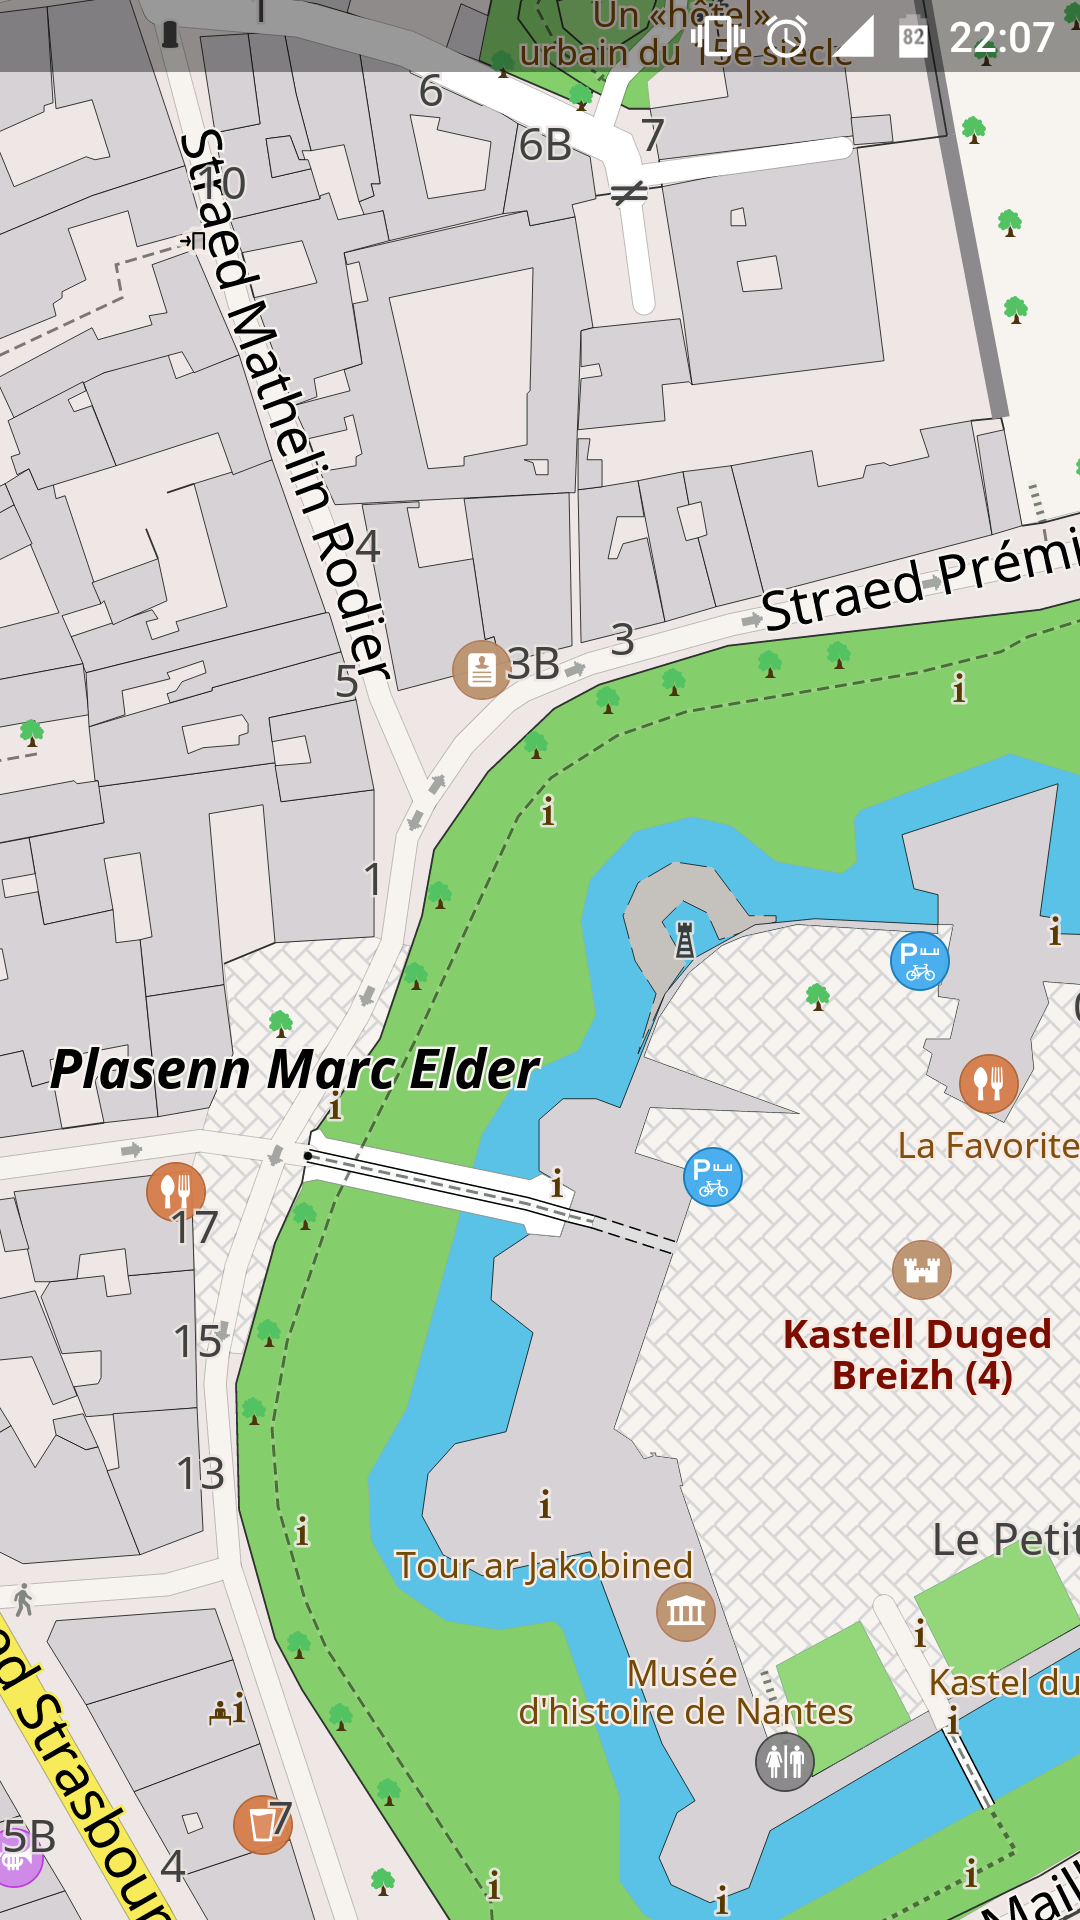 1
Un «hôtel»
urbain du 15e siècle
82
22:07
6
6B
7
10
Straed Mathelin Rodier
4
Straed Prémi
3
3B
5
1
P
Plasenn Marc Elder
La Favorite
P
17
Kastell Duged
Breizh (4)
15
13
Le Petit
Tour ar Jakobined
Musée
d'histoire de Nantes
Kastel du
ed Strasbour
7
5B
4
Mail